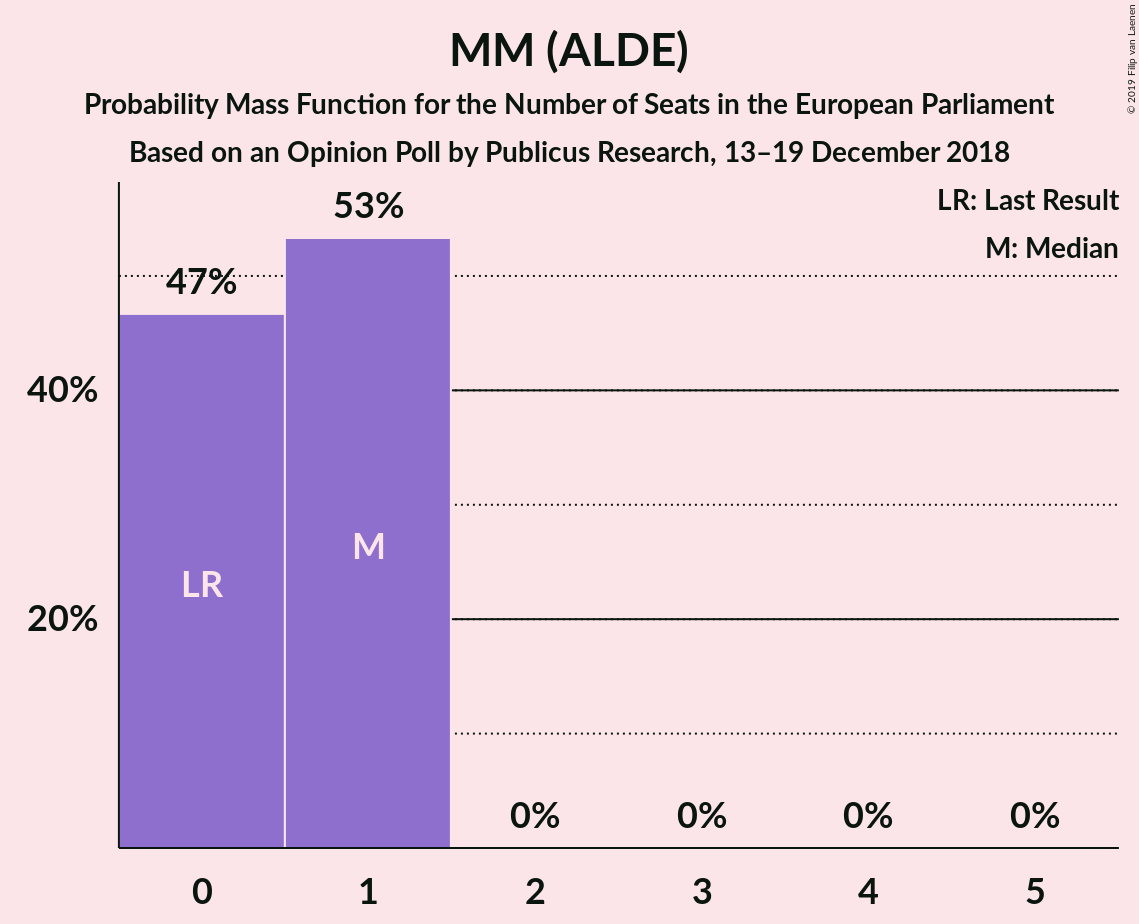 MM (ALDE)
Probability Mass Function for the Number of Seats in the European Parliament
Based on an Opinion Poll by Publicus Research, 13–19 December 2018
© 2019 Filip van Laenen
LR: Last Result
M: Median
53%
47%
40%
20%
LR
M
0%
0%
0%
0%
0
1
2
3
4
5